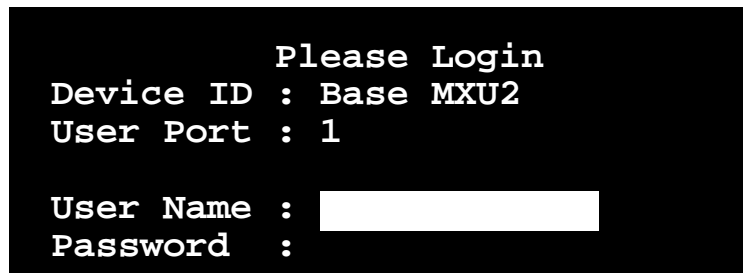 Please Login
Device ID : Base MXU2
User Port : 1
User Name :
Password :